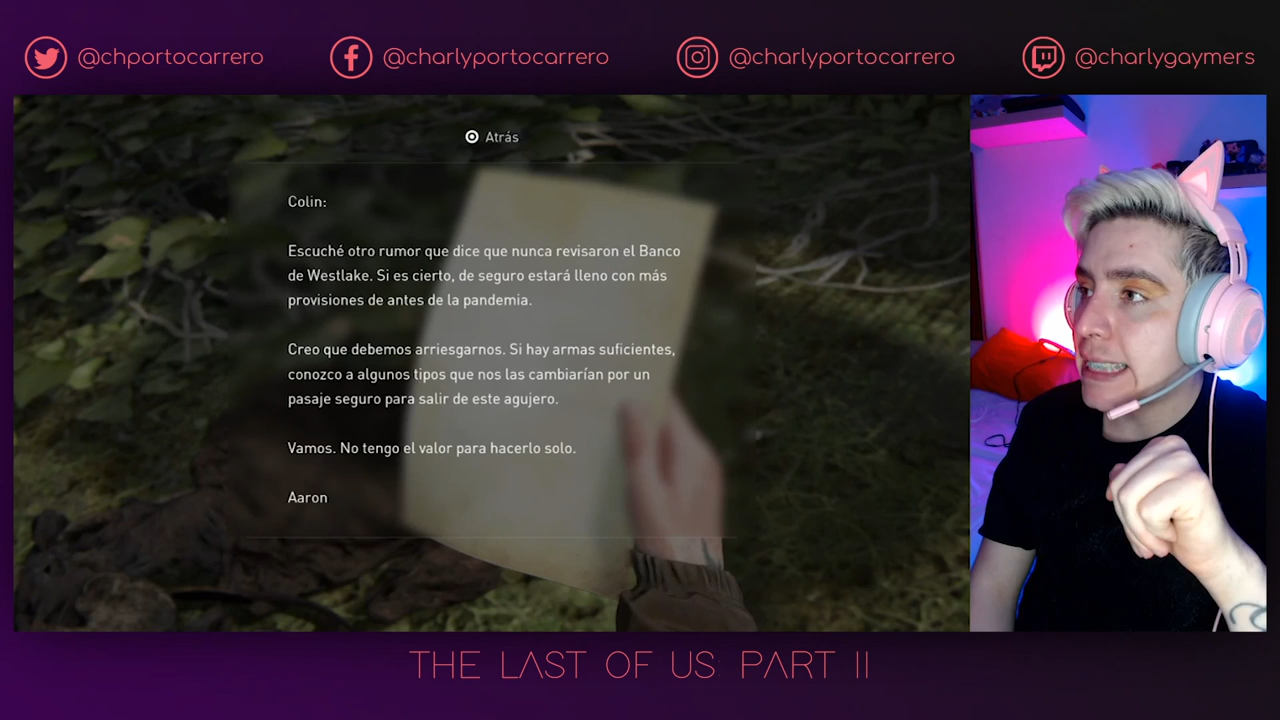 @chportocarrero
@charlyportocarrero
@charlyportocarrero
@charlygaymers
Atrás
Colin:
Escuché otro rumor que dice que nunca revisaron el Banco
de Westlake. Si es cierto, de seguro estará lleno con más
provisiones de antes de la pandemia.
Creo que debemos arriesgarnos. Si hay armas suficientes,
conozco a algunos tipos que nos las cambiarían por un
pasaje seguro para salir de este agujero.
Vamos. No tengo el valor para hacerlo solo.
Aaron
THE LAST OF US PART II